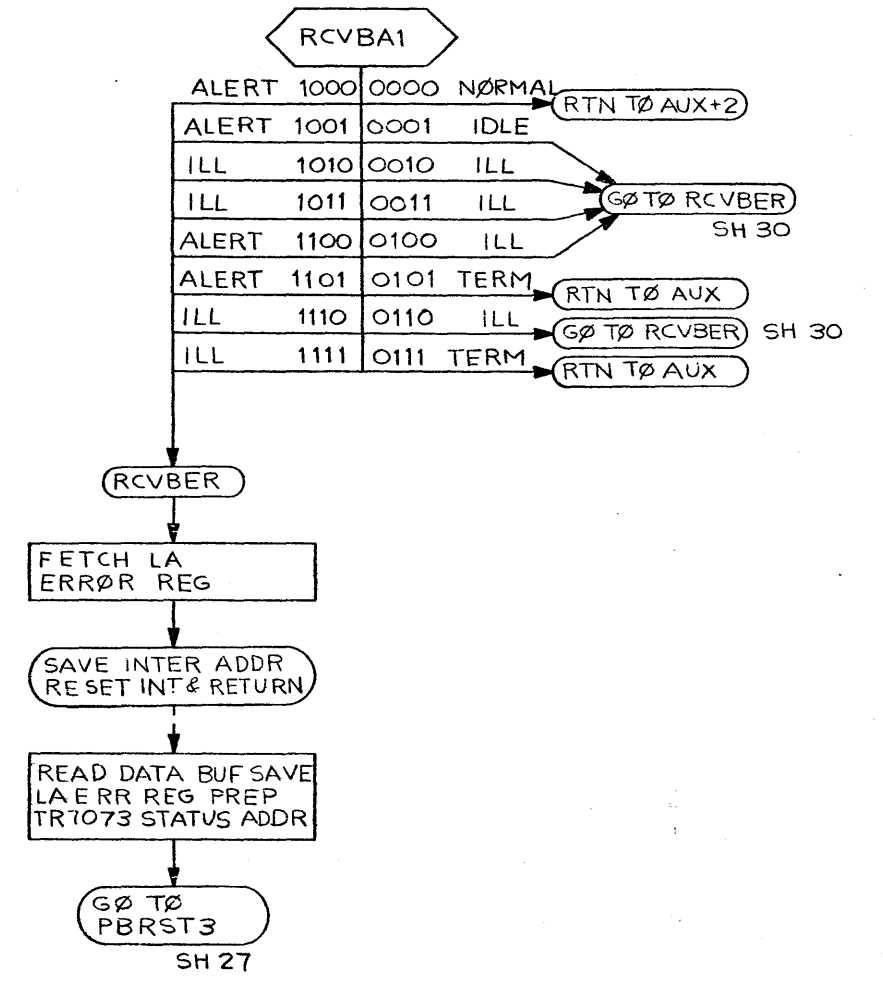 RCVBA1
ALERT 1000 0000 NØRMAL
RTN TØ AUX+2
ALERT 1001 0001 IDLE
ILL 1010 0010 ILL
ILL 1011 0011 ILL
GØ TØ RCVBER
SH 30
ALERT 1100 0100 ILL
ALERT 1101 0101 TERM
RTN TØ AUX
ILL 1110 0110 ILL
GØ TØ RCVBER SH 30
ILL 1111 0111 TERM
RTN TØ AUX
RCVBER
FETCH LA
ERRØR REG
SAVE INTER ADDR
RESET INT & RETURN
READ DATA BUF SAVE
LA ERR REG PREP
TR7073 STATUS ADDR
GØ TØ
PBRST3
SH 27